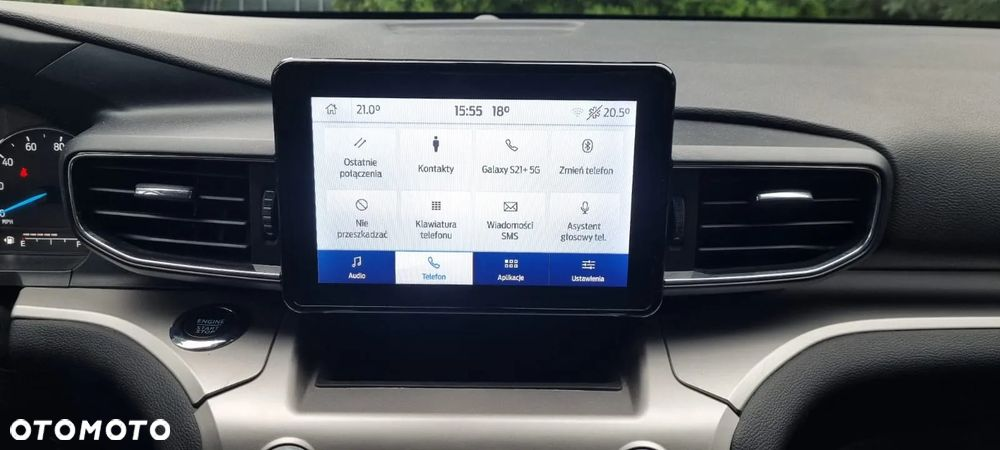 21.0° 15:55 18° 20.5°
Ostatnie
połączenia
Kontakty
Galaxy S21+ 5G
Zmień telefon
Nie
przeszkadzać
Klawiatura
telefonu
Wiadomości
SMS
Asystent
głosowy tel.
Audio
Telefon
Aplikacje
Ustawienia
40 60 80
MPH
E F
ENGINE
START
STOP
OTOMOTO